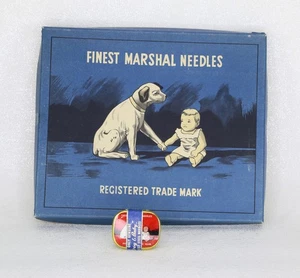 FINEST MARSHAL NEEDLES
REGISTERED TRADE MARK